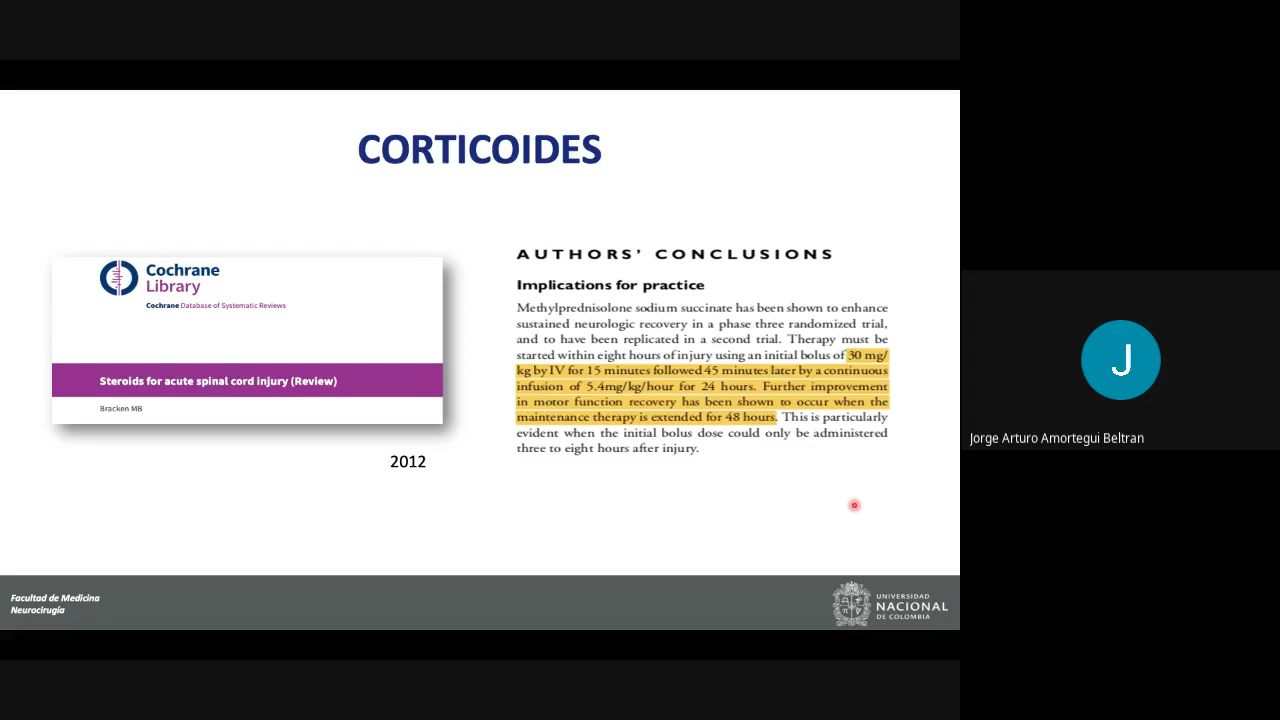 CORTICOIDES
Cochrane
Library
Cochrane Database of Systematic Reviews
Steroids for acute spinal cord injury (Review)
Bracken MB
2012
AUTHORS' CONCLUSIONS
Implications for practice
Methylprednisolone sodium succinate has been shown to enhance
sustained neurologic recovery in a phase three randomized trial,
and to have been replicated in a second trial. Therapy must be
started within eight hours of injury using an initial bolus of 30 mg/
kg by IV for 15 minutes followed 45 minutes later by a continuous
infusion of 5.4mg/kg/hour for 24 hours. Further improvement
in motor function recovery has been shown to occur when the
maintenance therapy is extended for 48 hours. This is particularly
evident when the initial bolus dose could only be administered
three to eight hours after injury.
J
Jorge Arturo Amortegui Beltran
Facultad de Medicina
Neurocirugía
UNIVERSIDAD
NACIONAL
DE COLOMBIA